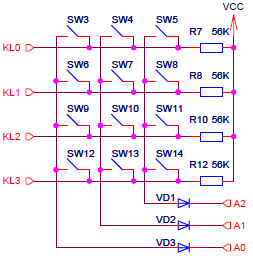 VCC
SW3 SW4 SW5 R7 56K
KL0
SW6 SW7 SW8 R8 56K
KL1
SW9 SW10 SW11 R10 56K
KL2
SW12 SW13 SW14 R12 56K
KL3
VD1 A2
VD2 A1
VD3 A0